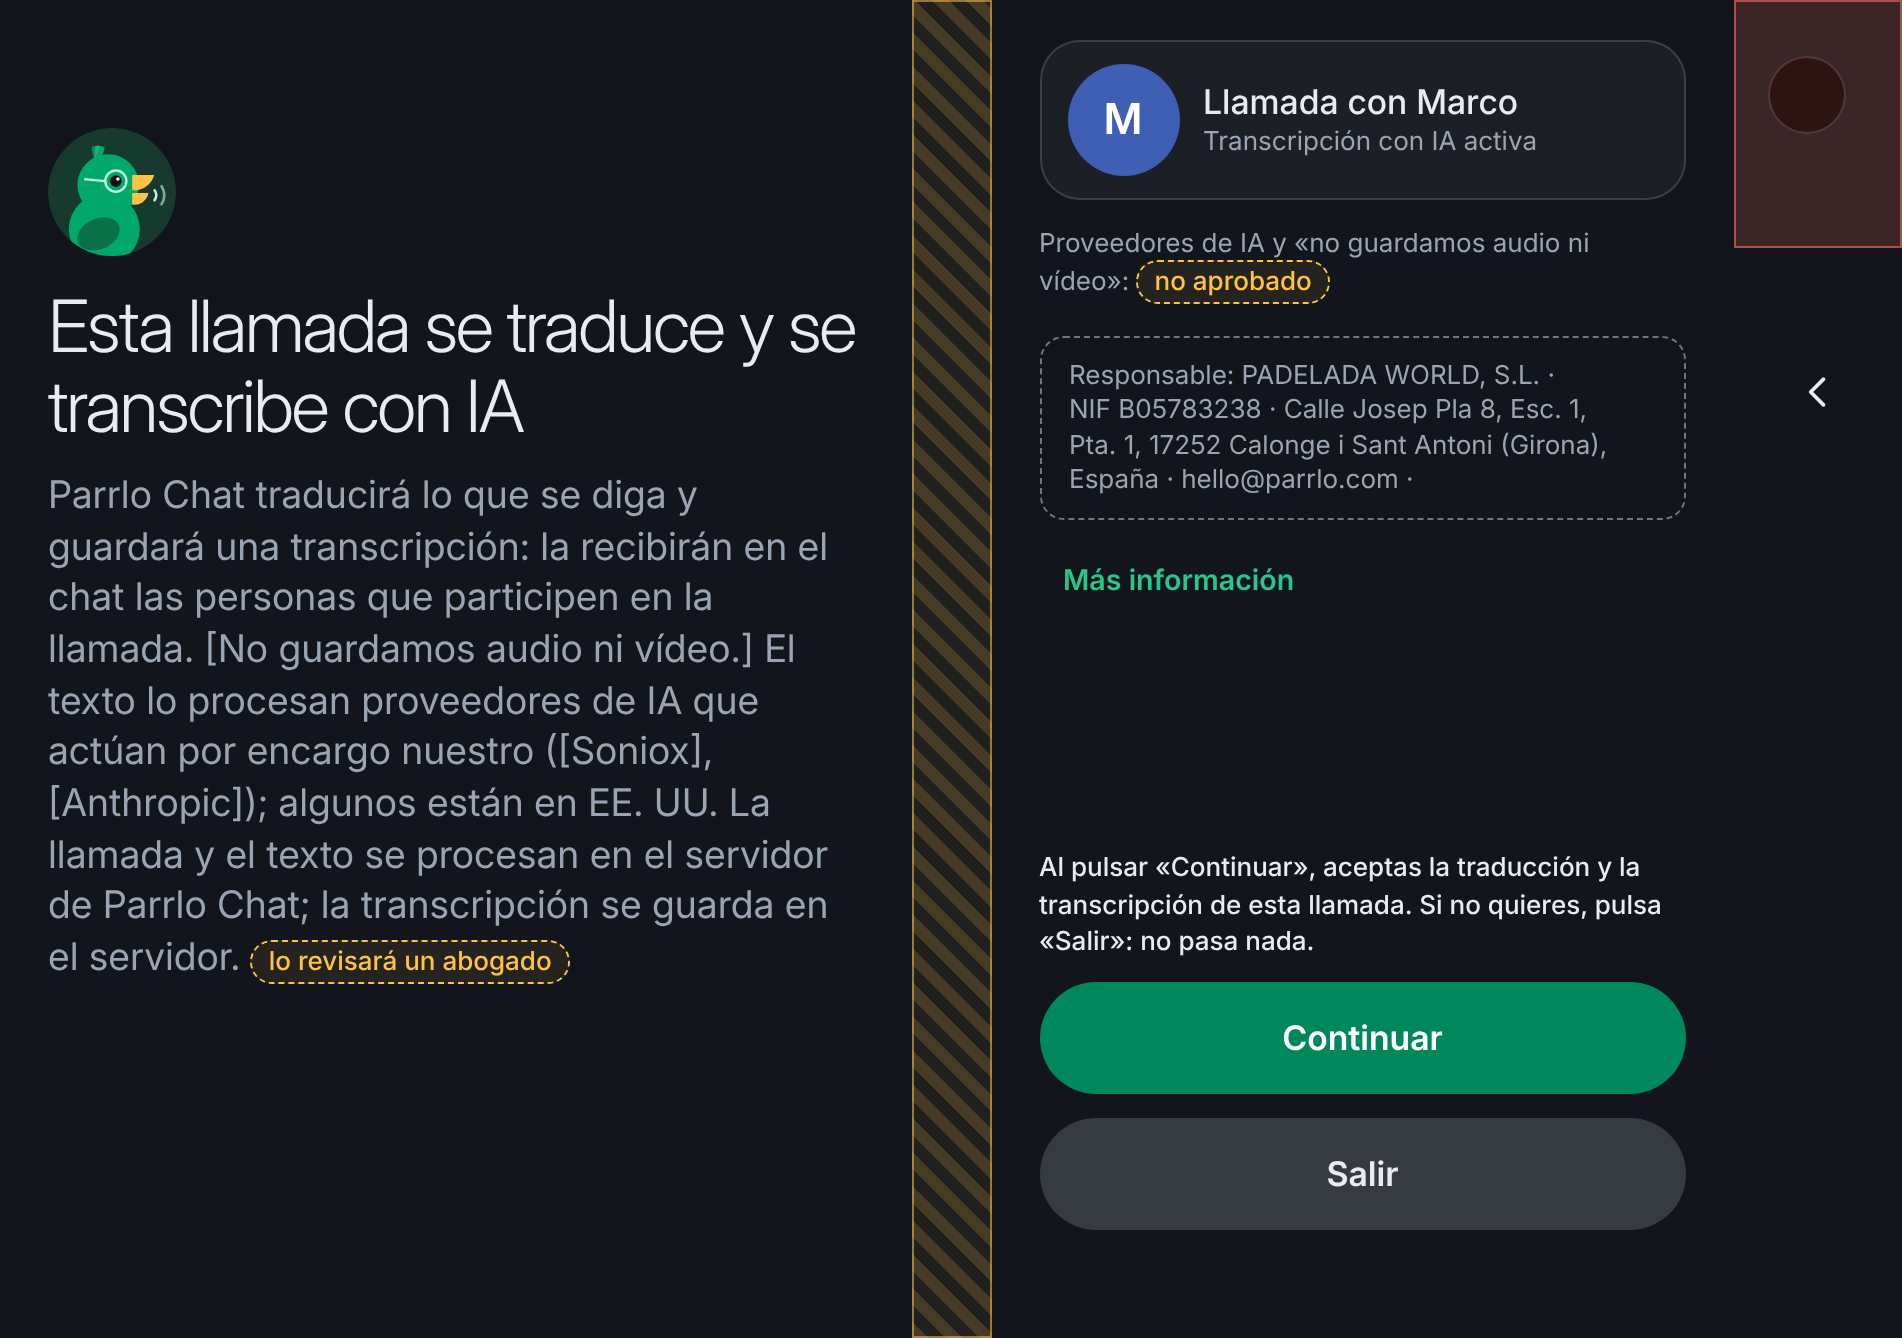 Esta llamada se traduce y se
transcribe con IA
Parrlo Chat traducirá lo que se diga y
guardará una transcripción: la recibirán en el
chat las personas que participen en la
llamada. [No guardamos audio ni vídeo.] El
texto lo procesan proveedores de IA que
actúan por encargo nuestro ([Soniox],
[Anthropic]); algunos están en EE. UU. La
llamada y el texto se procesan en el servidor
de Parrlo Chat; la transcripción se guarda en
el servidor. lo revisará un abogado
M
Llamada con Marco
Transcripción con IA activa
Proveedores de IA y «no guardamos audio ni
vídeo»: no aprobado
Responsable: PADELADA WORLD, S.L. ·
NIF B05783238 · Calle Josep Pla 8, Esc. 1,
Pta. 1, 17252 Calonge i Sant Antoni (Girona),
España · hello@parrlo.com ·
Más información
Al pulsar «Continuar», aceptas la traducción y la
transcripción de esta llamada. Si no quieres, pulsa
«Salir»: no pasa nada.
Continuar
Salir